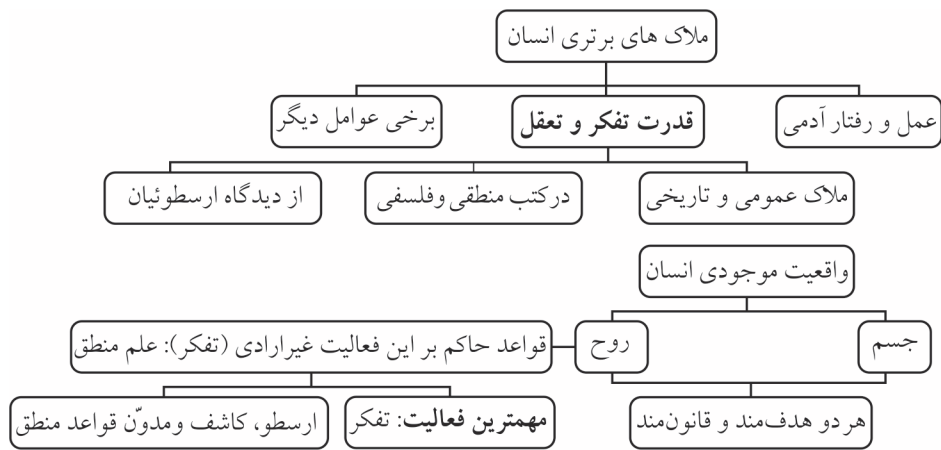 ملاک های برتری انسان
عمل و رفتار آدمی
قدرت تفکر و تعقل
برخی عوامل دیگر
ملاک عمومی و تاریخی
درکتب منطقی وفلسفی
از دیدگاه ارسطوئیان
واقعیت موجودی انسان
جسم
روح
قواعد حاکم بر این فعالیت غیرارادی (تفکر): علم منطق
هر دو هدف‌مند و قانون‌مند
مهمترین فعالیت: تفکر
ارسطو، کاشف ومدوّن قواعد منطق